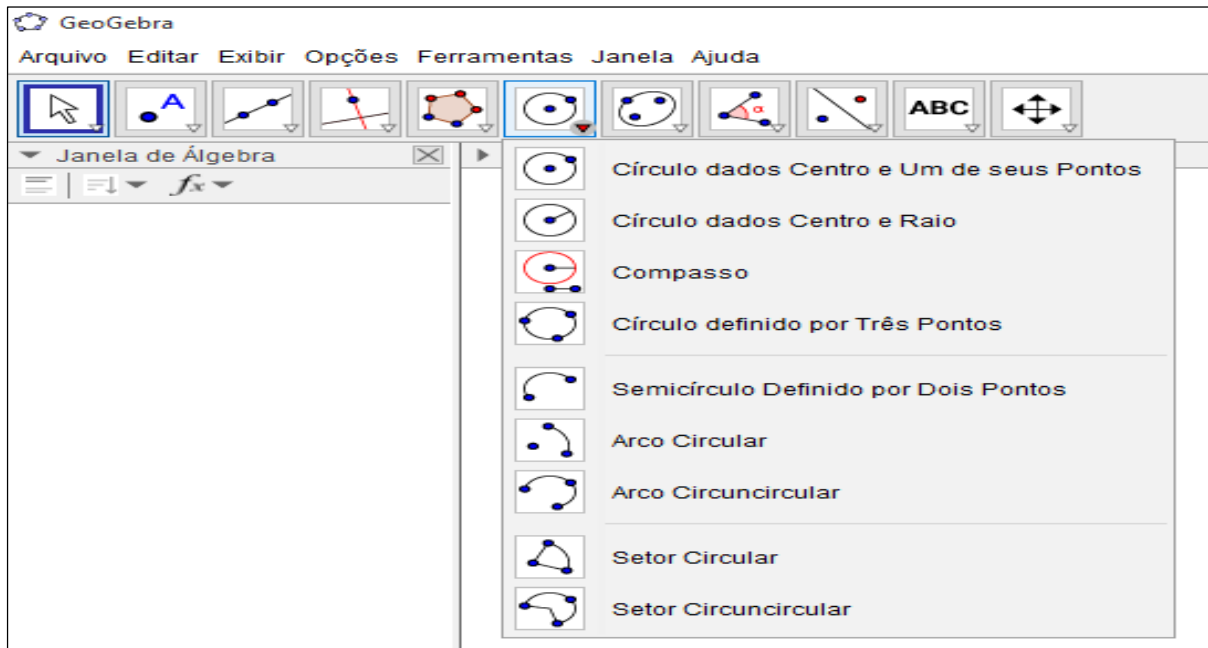 GeoGebra
Arquivo Editar Exibir Opções Ferramentas Janela Ajuda
A α ABC
Janela de Álgebra
fx
Círculo dados Centro e Um de seus Pontos
Círculo dados Centro e Raio
Compasso
Círculo definido por Três Pontos
Semicírculo Definido por Dois Pontos
Arco Circular
Arco Circuncircular
Setor Circular
Setor Circuncircular